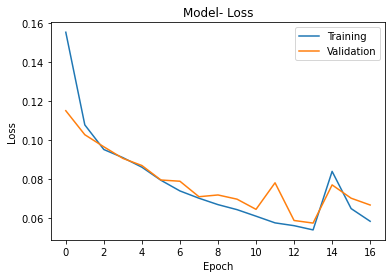 Model- Loss
Training
Validation
0.16
0.14
0.12
0.10
0.08
0.06
Loss
0 2 4 6 8 10 12 14 16
Epoch